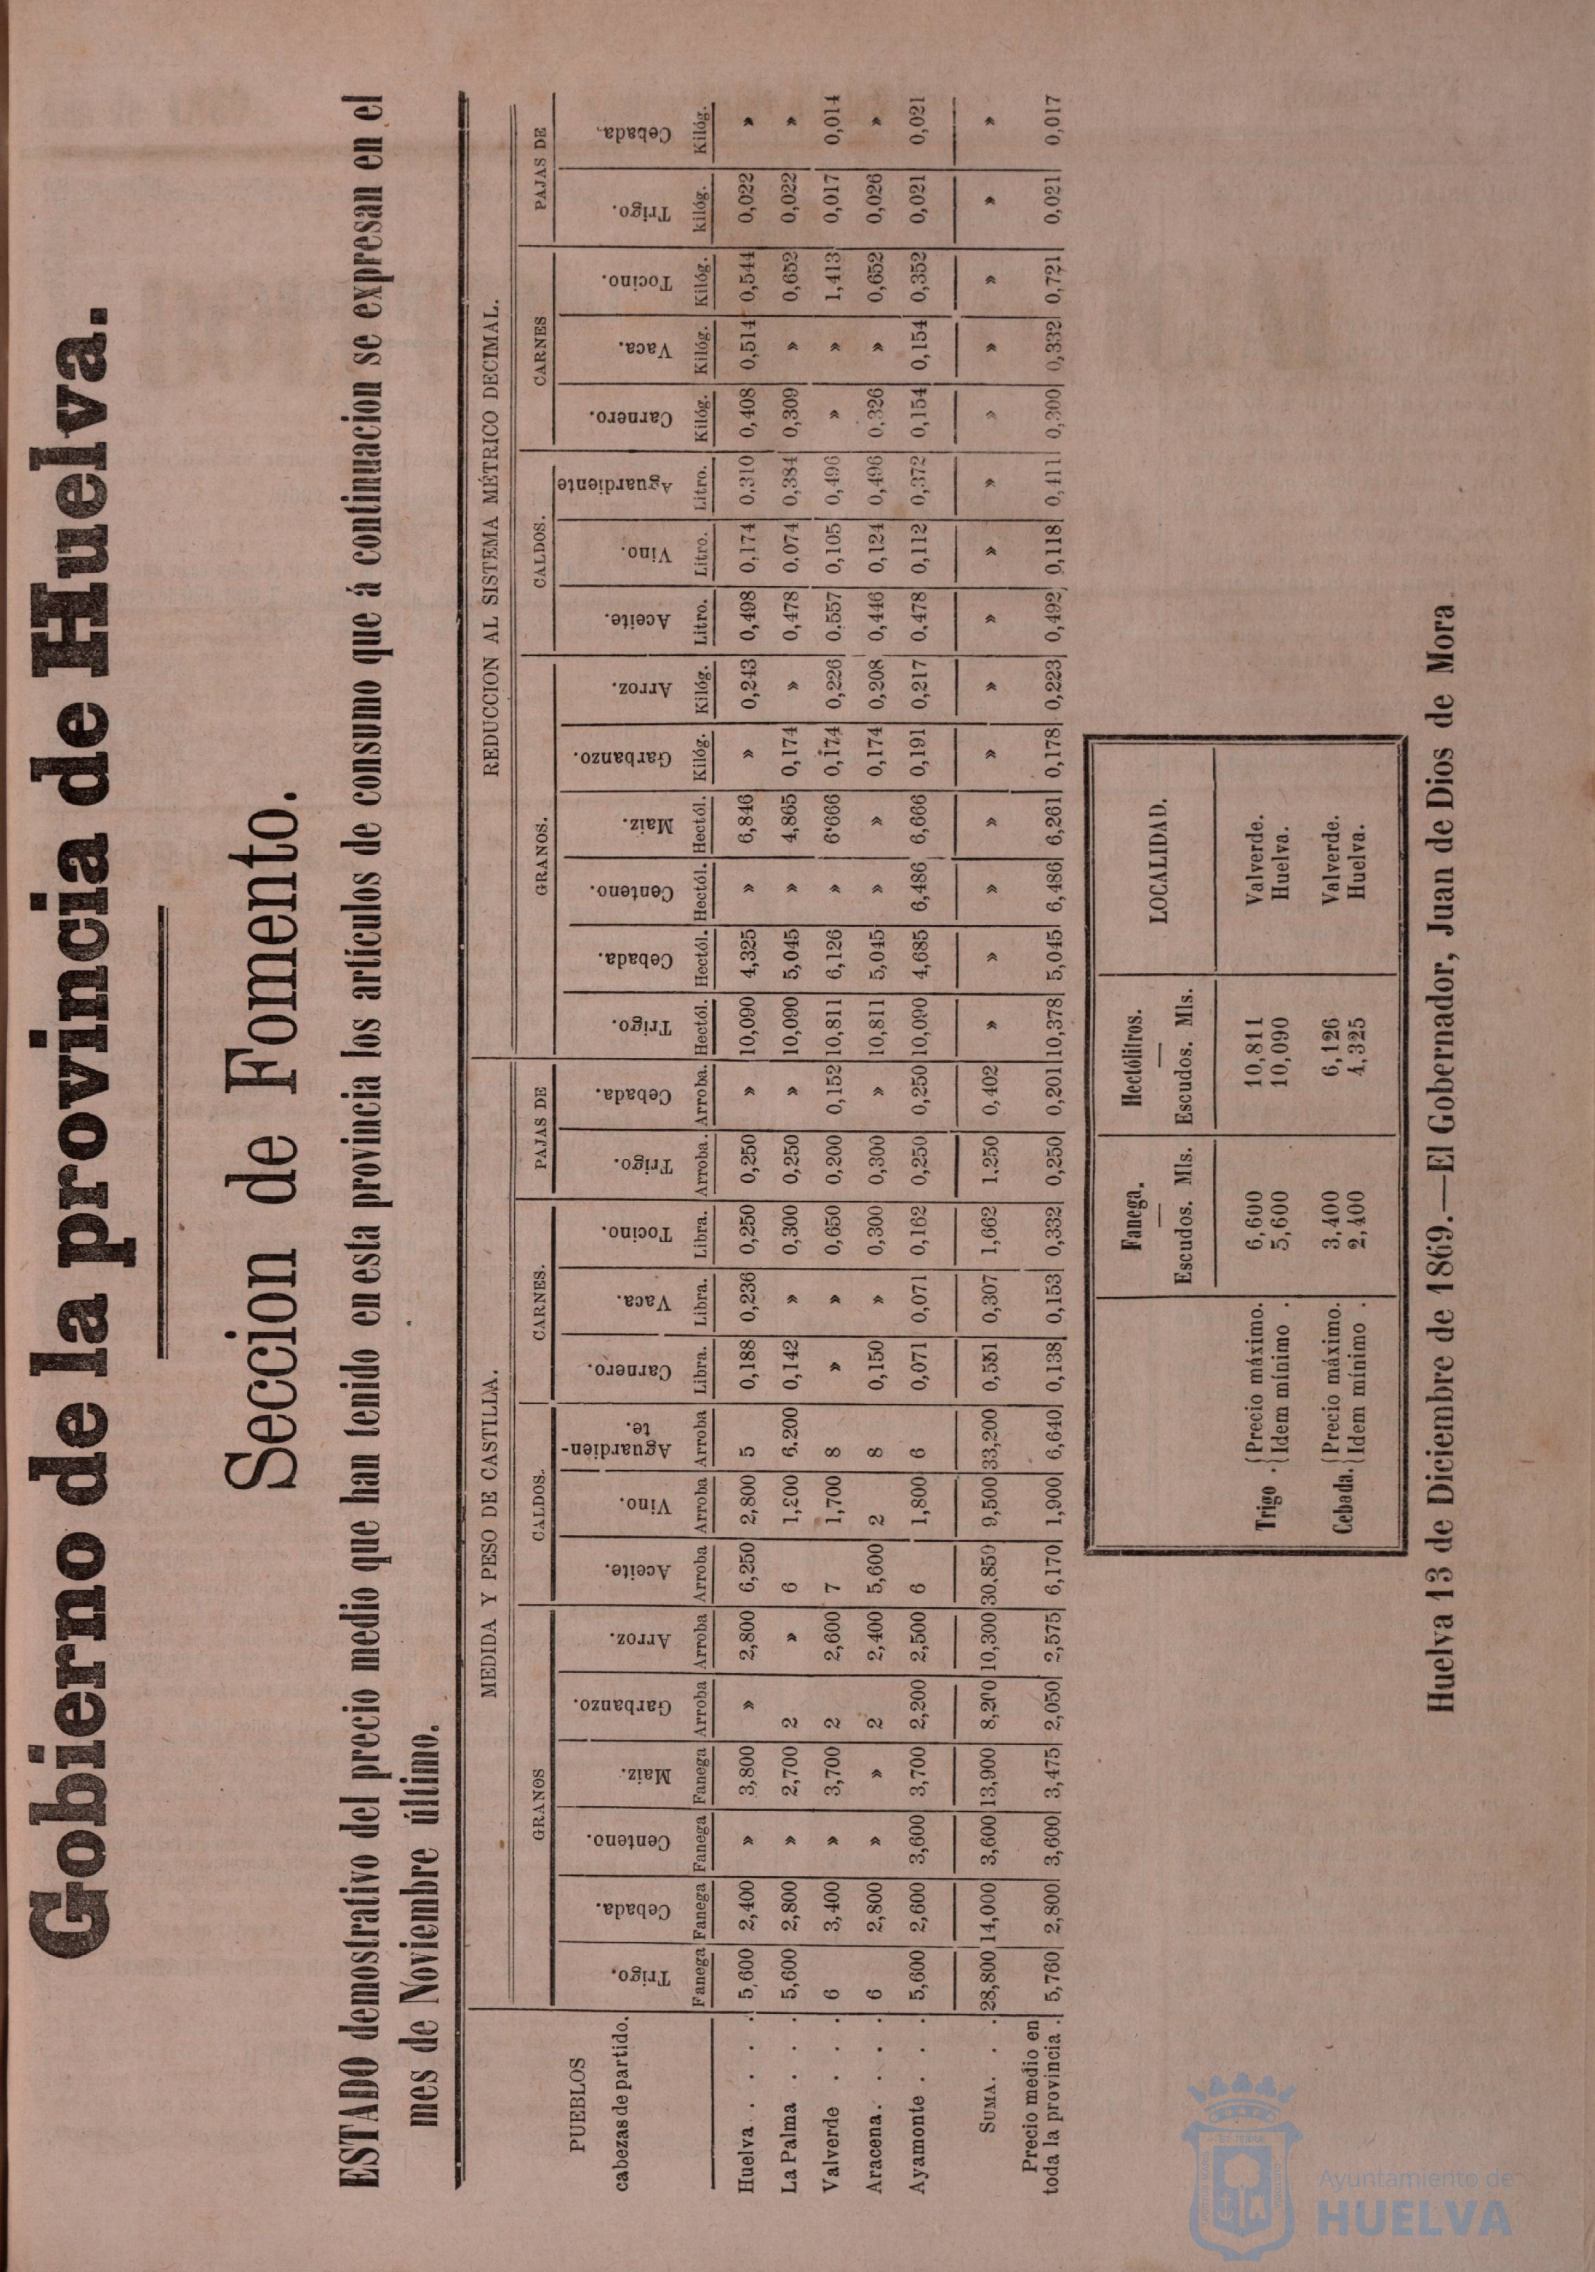 Gobierno de la provincia de Huelva.
Seccion de Fomento.
ESTADO demostrativo del precio medio que han tenido en esta provincia los artículos de consumo que á continuacion se expresan en el
mes de Noviembre último.
PUEBLOS
cabezas de partido.
MEDIDA Y PESO DE CASTILLA. REDUCCION AL SISTEMA MÉTRICO DECIMAL.
GRANOS CALDOS. CARNES. PAJAS DE GRANOS. CALDOS. CARNES PAJAS DE
Trigo. Cebada. Centeno. Maiz. Garbanzo. Arroz. Aceite. Vino. Aguardien-te. Carnero. Vaca. Tocino. Trigo. Cebada. Trigo. Cebada. Centeno. Maiz. Garbanzo. Arroz. Aceite. Vino. Aguardiente Carnero. Vaca. Tocino. Trigo. Cebada.
Fanega Fanega Fanega Fanega Arroba Arroba Arroba Arroba Arroba Libra. Libra. Libra. Arroba. Arroba. Hectól. Hectól. Hectól. Hectól. Kilóg. Kilóg. Litro. Litro. Litro. Kilóg. Kilóg. Kilóg. kilóg. Kilóg.
Huelva . . . . 5,600 2,400 » 3,800 » 2,800 6,250 2,800 5 0,188 0,236 0,250 0,250 » 10,090 4,325 » 6,846 » 0,243 0,498 0,174 0,310 0,408 0,514 0,544 0,022 »
La Palma . . . 5,600 2,800 » 2,700 2 » 6 1,200 6.200 0,142 » 0,300 0,250 » 10,090 5,045 » 4,865 0,174 » 0,478 0,074 0,384 0,309 » 0,652 0,022 »
Valverde . . . 6 3,400 » 3,700 2 2,600 7 1,700 8 » » 0,650 0,200 0,152 10,811 6,126 » 6'666 0,174 0,226 0.557 0,105 0,496 » » 1,413 0,017 0,014
Aracena. . . . 6 2,800 » » 2 2,400 5,600 2 8 0,150 » 0,300 0,300 » 10,811 5,045 » » 0,174 0,208 0,446 0,124 0,496 0,326 » 0,652 0,026 »
Ayamonte . . . 5,600 2,600 3,600 3,700 2,200 2,500 6 1,800 6 0,071 0,071 0,162 0,250 0,250 10,090 4,685 6,486 6,666 0,191 0,217 0,478 0,112 0,372 0,154 0,154 0,352 0,021 0,021
SUMA. . . 28,800 14,000 3,600 13,900 8,200 10,300 30,850 9,500 33,200 0,551 0,307 1,662 1.250 0,402 » » » » » » » » » » » » » »
Precio medio en
toda la provincia . 5,760 2,800 3,600 3,475 2,050 2,575 6,170 1,900 6,640 0,138 0,153 0,332 0,250 0,201 10,378 5,045 6,486 6,261 0,178 0,223 0,492 0,118 0,411 0,300 0,332 0,721 0,021 0,017
Fanega. Hectólitros. LOCALIDAD.
Escudos. Mls. Escudos. Mls.
Trigo . Precio máximo. 6,600 10,811 Valverde.
Idem mínimo . 5,600 10,090 Huelva.
Cebada. Precio máximo. 3,400 6,126 Valverde.
Idem mínimo . 2,400 4,325 Huelva.
Huelva 13 de Diciembre de 1869.—El Gobernador, Juan de Dios de Mora
Ayuntamiento de
HUELVA